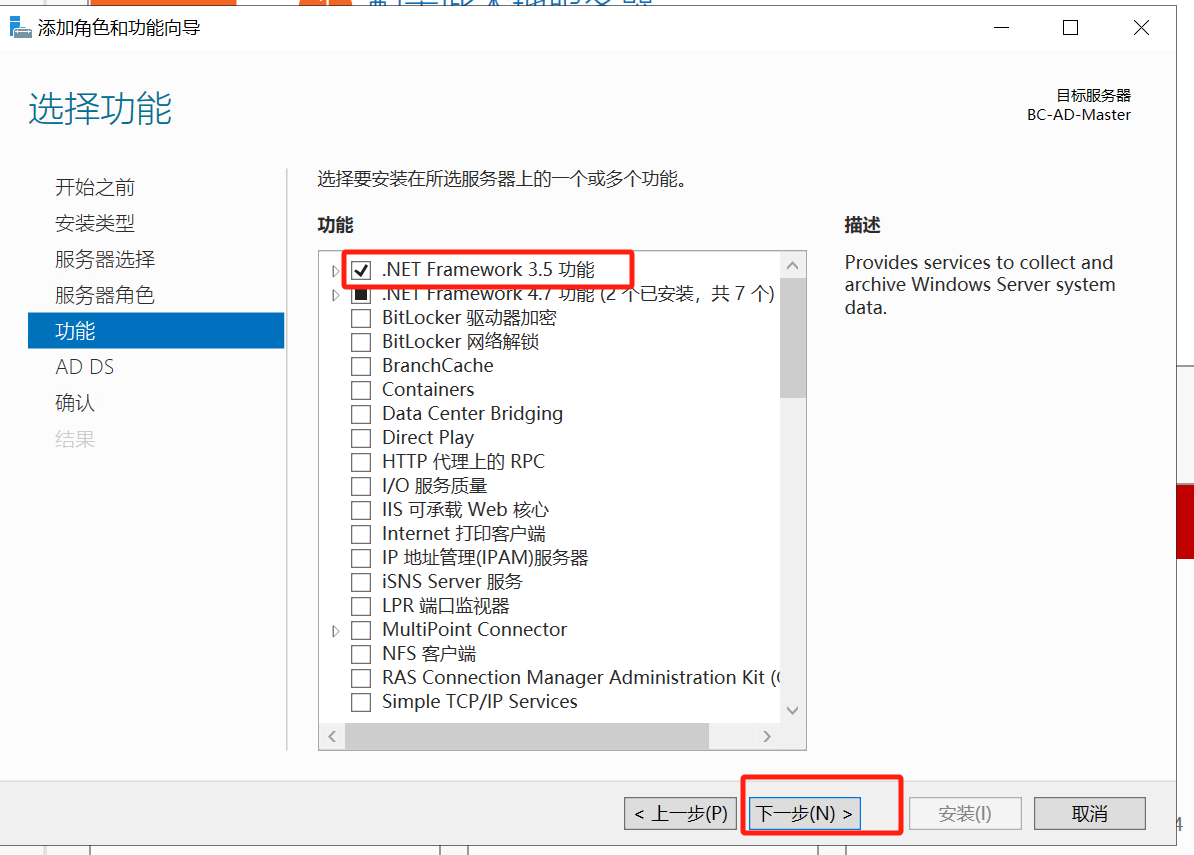 添加角色和功能向导
选择功能
目标服务器
BC-AD-Master
开始之前
安装类型
服务器选择
服务器角色
功能
AD DS
确认
结果
选择要安装在所选服务器上的一个或多个功能。
功能
.NET Framework 3.5 功能
.NET Framework 4.7 功能 (2 个已安装，共 7 个)
BitLocker 驱动器加密
BitLocker 网络解锁
BranchCache
Containers
Data Center Bridging
Direct Play
HTTP 代理上的 RPC
I/O 服务质量
IIS 可承载 Web 核心
Internet 打印客户端
IP 地址管理(IPAM)服务器
iSNS Server 服务
LPR 端口监视器
MultiPoint Connector
NFS 客户端
RAS Connection Manager Administration Kit (
Simple TCP/IP Services
描述
Provides services to collect and
archive Windows Server system
data.
< 上一步(P)
下一步(N) >
安装(I)
取消